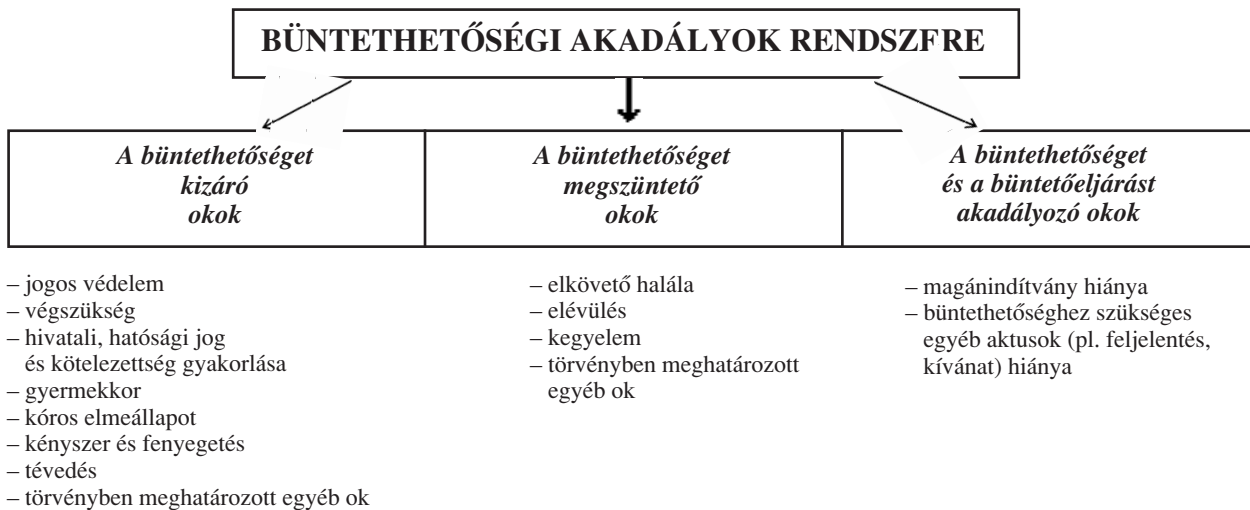 BÜNTETHETŐSÉGI AKADÁLYOK RENDSZFRE
A büntethetőséget
kizáró
okok
A büntethetőséget
megszüntető
okok
A büntethetőséget
és a büntetőeljárást
akadályozó okok
– jogos védelem
– végszükség
– hivatali, hatósági jog
és kötelezettség gyakorlása
– gyermekkor
– kóros elmeállapot
– kényszer és fenyegetés
– tévedés
– törvényben meghatározott egyéb ok
– elkövető halála
– elévülés
– kegyelem
– törvényben meghatározott
egyéb ok
– magánindítvány hiánya
– büntethetőséghez szükséges
egyéb aktusok (pl. feljelentés,
kívánat) hiánya